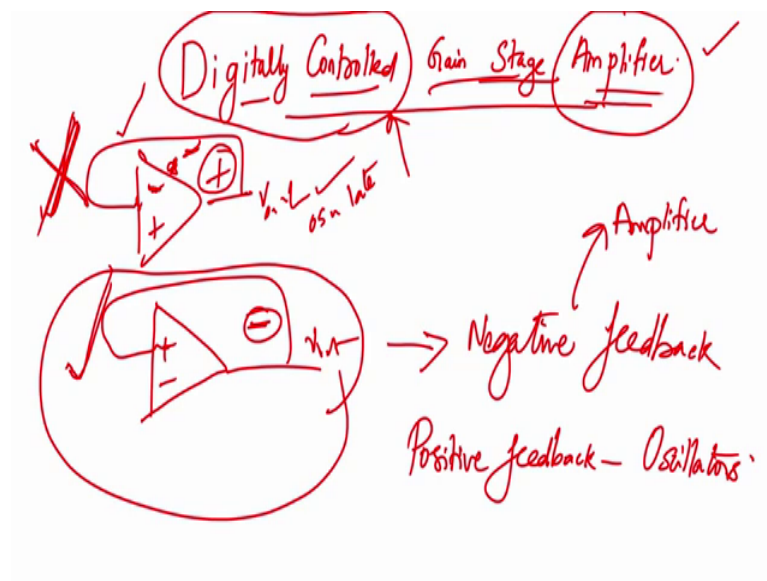 Digitally Controlled Gain Stage Amplifier.
-
+
+
Amplifier
+
-
-
Negative feedback
Positive feedback - Oscillators.